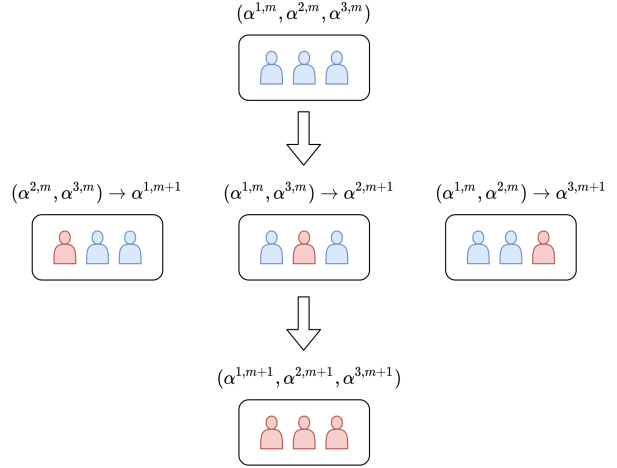 (α^{1,m}, α^{2,m}, α^{3,m})
(α^{2,m}, α^{3,m}) → α^{1,m+1}
(α^{1,m}, α^{3,m}) → α^{2,m+1}
(α^{1,m}, α^{2,m}) → α^{3,m+1}
(α^{1,m+1}, α^{2,m+1}, α^{3,m+1})